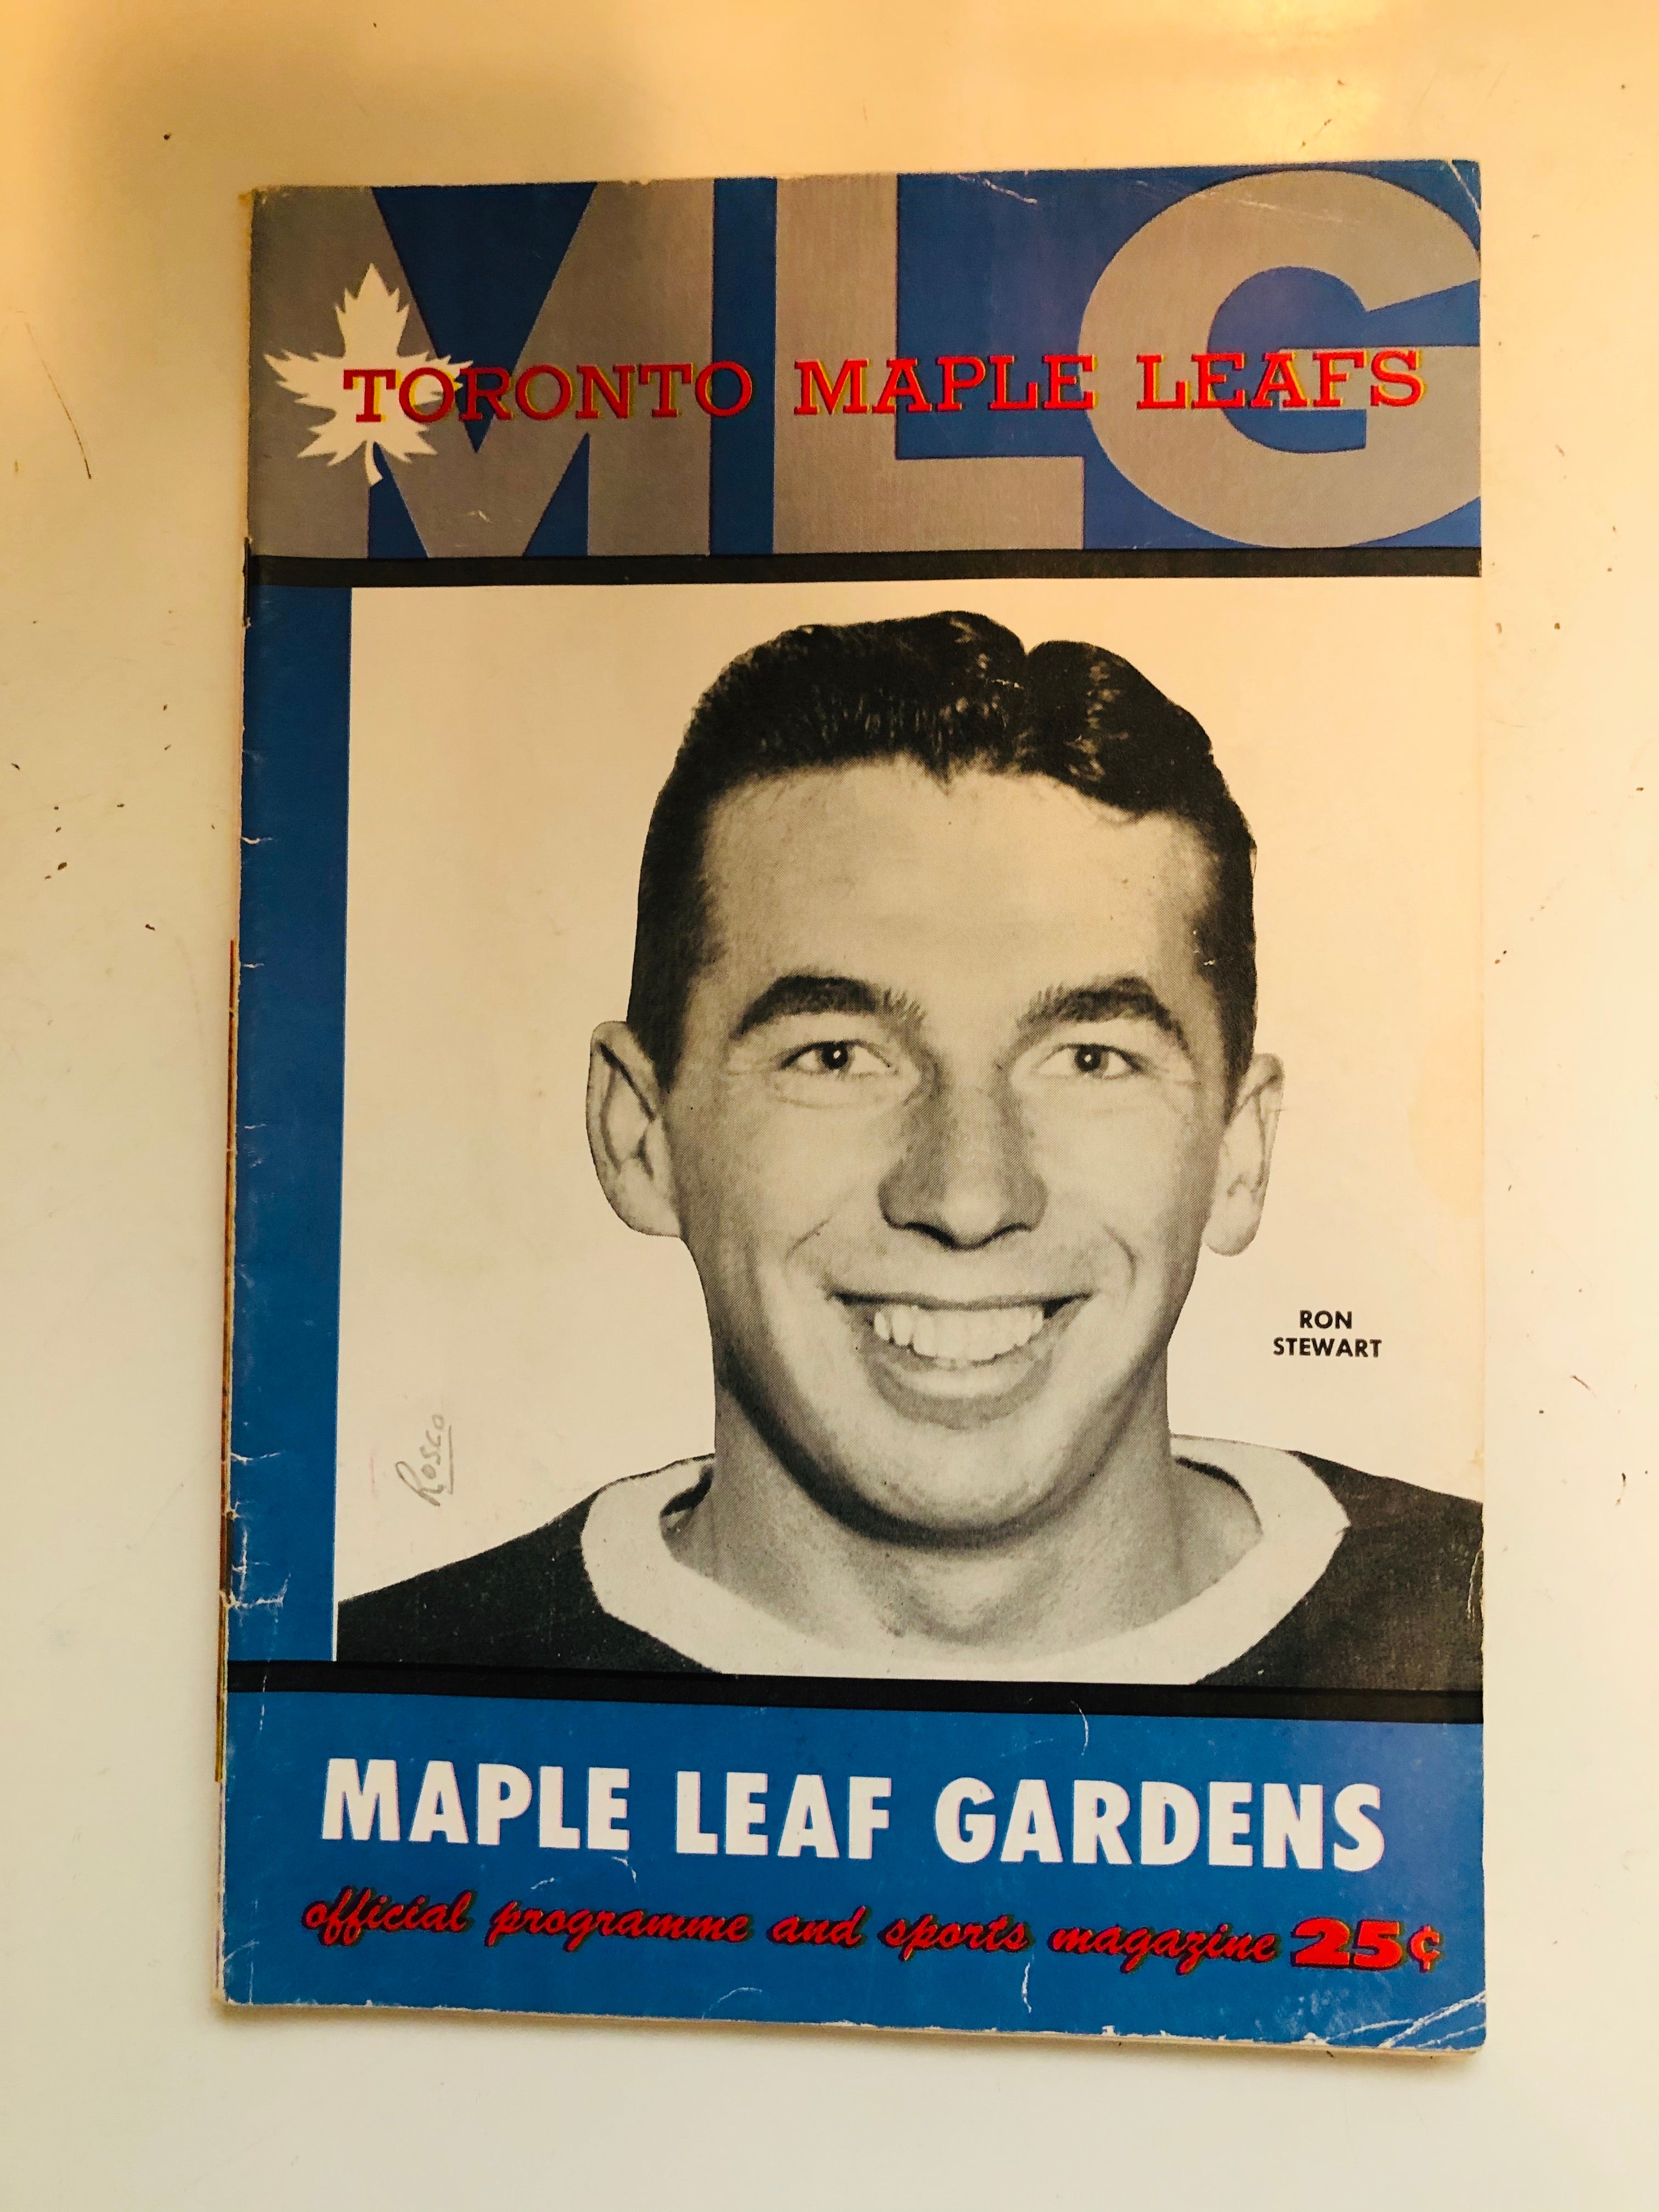 MLG
TORONTO MAPLE LEAFS
RON
STEWART
Rosco
MAPLE LEAF GARDENS
official programme and sports magazine 25¢